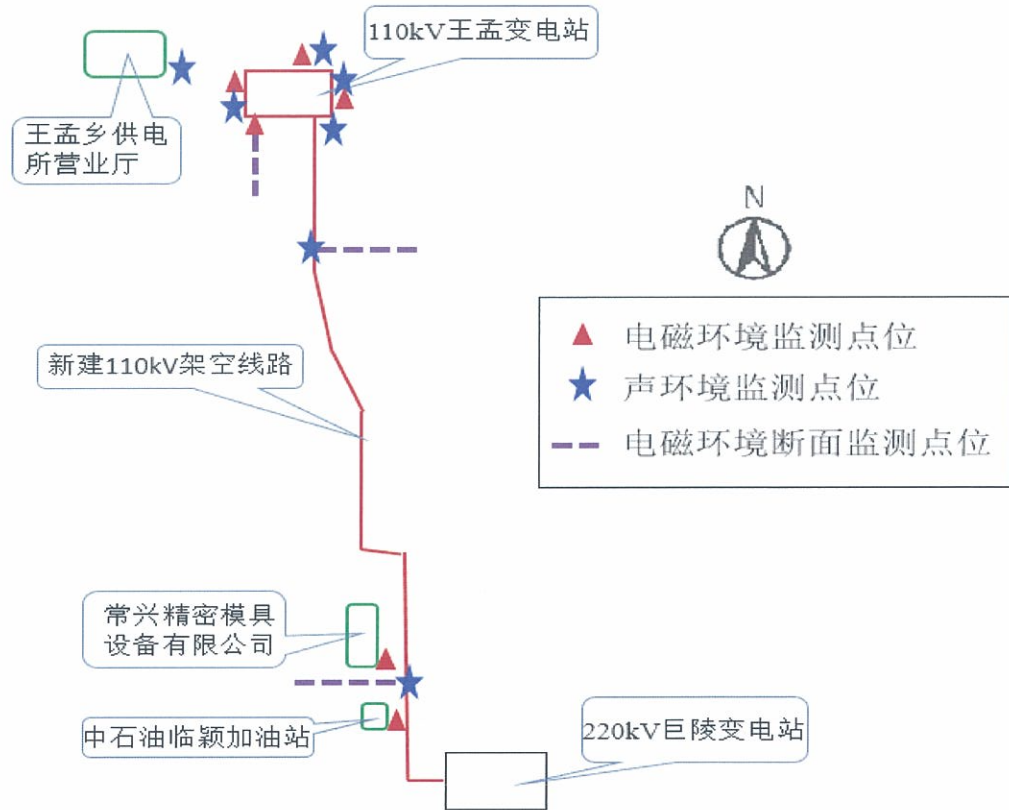 110kV王孟变电站
王孟乡供电
所营业厅
N
电磁环境监测点位
声环境监测点位
电磁环境断面监测点位
新建110kV架空线路
常兴精密模具
设备有限公司
中石油临颍加油站
220kV巨陵变电站